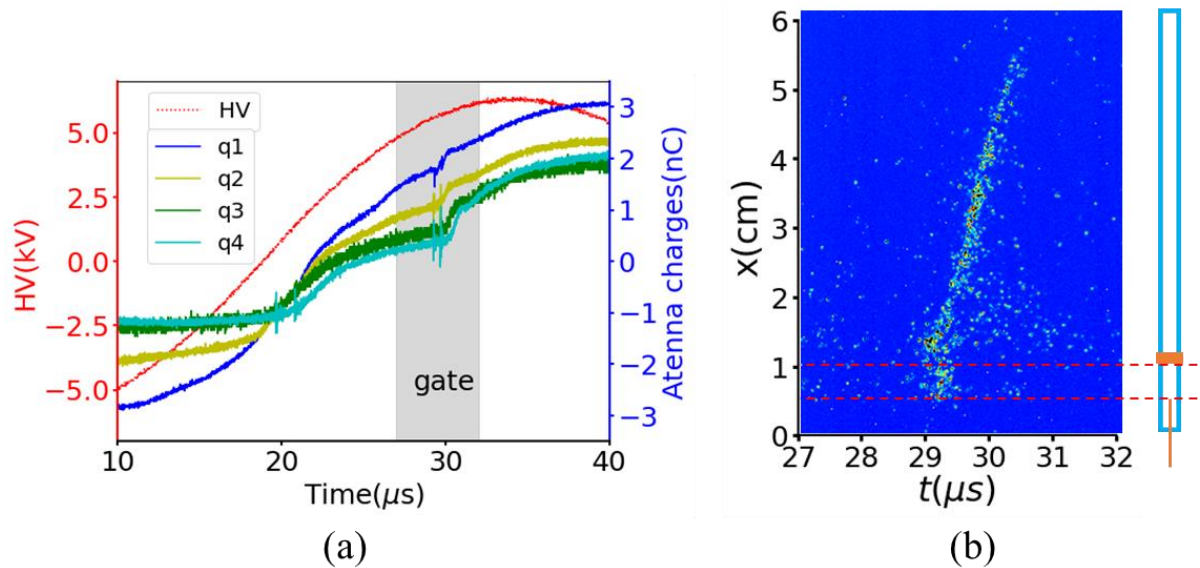 HV
q1
q2
q3
q4
gate
5.0
2.5
0.0
−2.5
−5.0
HV(kV)
3
2
1
0
−1
−2
−3
Atenna charges(nC)
10 20 30 40
Time(μs)
(a)
6
5
4
3
2
1
0
x(cm)
27 28 29 30 31 32
t(μs)
(b)